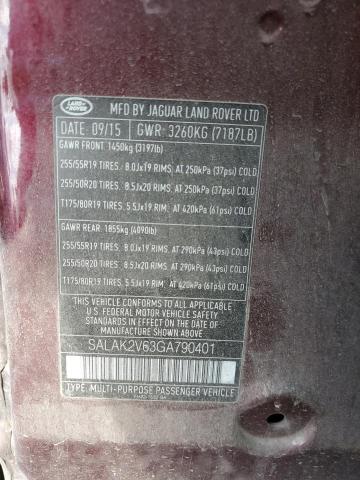 LAND ROVER
MFD BY JAGUAR LAND ROVER LTD
DATE: 09/15 GWR: 3260KG (7187LB)
GAWR FRONT: 1450kg (3197lb)
255/55R19 TIRES. 8.0Jx19 RIMS. AT 250kPa (37psi) COLD
255/50R20 TIRES. 8.5Jx20 RIMS. AT 250kPa (37psi) COLD
T175/80R19 TIRES. 5.5Jx19 RIM. AT 420kPa (61psi) COLD
GAWR REAR: 1855kg (4090lb)
255/55R19 TIRES. 8.0Jx19 RIMS. AT 290kPa (43psi) COLD
255/50R20 TIRES. 8.5Jx20 RIMS. AT 290kPa (43psi) COLD
T175/80R19 TIRES. 5.5Jx19 RIM. AT 420kPa (61psi) COLD
THIS VEHICLE CONFORMS TO ALL APPLICABLE
U.S. FEDERAL MOTOR VEHICLE SAFETY
STANDARDS IN EFFECT ON THE DATE OF
MANUFACTURE SHOWN ABOVE
SALAK2V63GA790401
TYPE: MULTI-PURPOSE PASSENGER VEHICLE